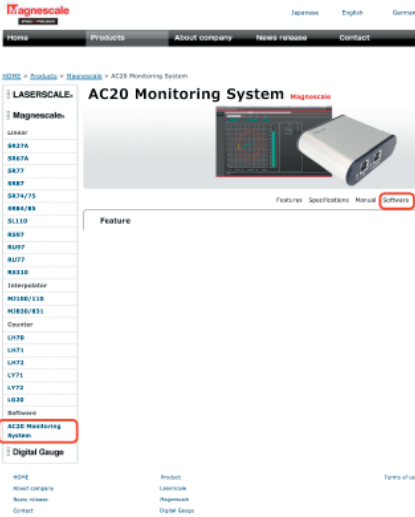 Magnescale
Japanese English German
Home Products About company News release Contact
HOME > Products > Magnescale > AC20 Monitoring System
LASERSCALE®
AC20 Monitoring System Magnescale
Magnescale®
Linear
SR27A
SR67A
SR77
SR87
SR74/75
SR84/85
SL110
RS97
RU97
RU77
Interpolator
MJ100/110
MJ830/831
Counter
LH70
LH71
LH72
LY71
LY72
LG20
Software
AC20 Monitoring
System
Digital Gauge
Features Specifications Manual Software
Feature
HOME Product Terms of us
About company Laserscale
News release Magnescale
Contact Digital Gauge